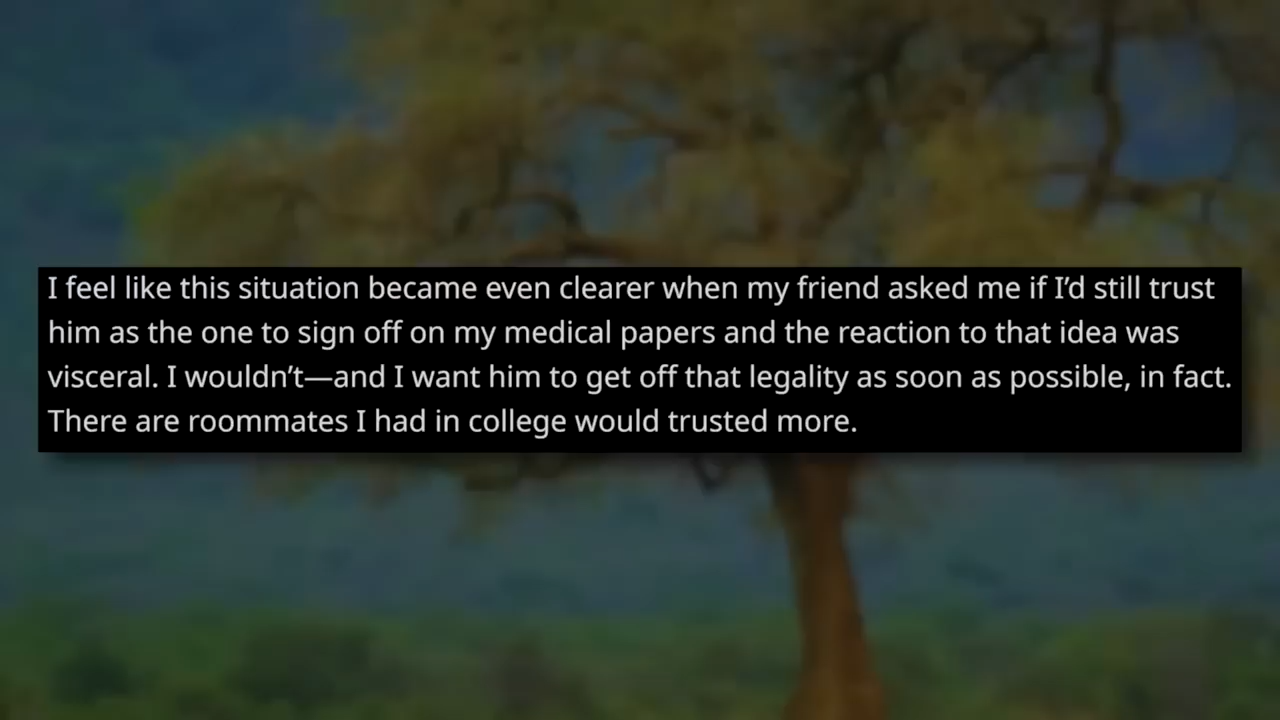 I feel like this situation became even clearer when my friend asked me if I’d still trust
him as the one to sign off on my medical papers and the reaction to that idea was
visceral. I wouldn’t—and I want him to get off that legality as soon as possible, in fact.
There are roommates I had in college would trusted more.